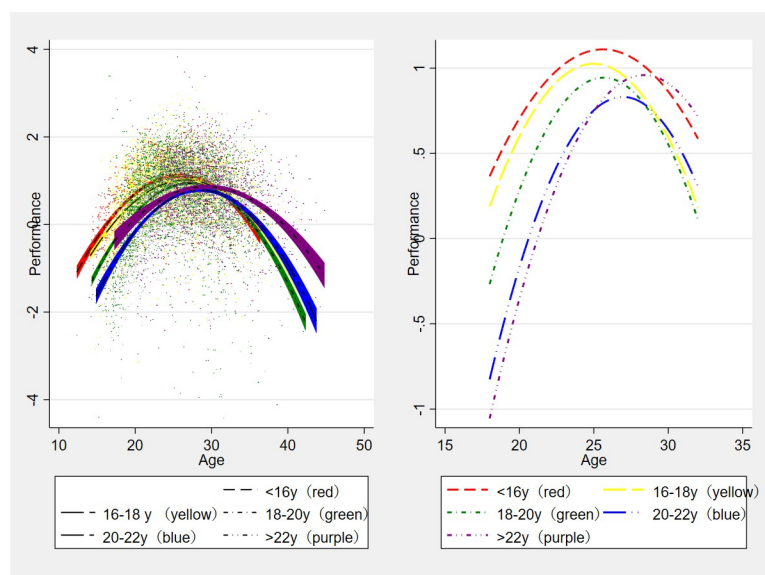 4
2
0
-2
-4
Performance
10 20 30 40 50
Age
<16y（red）
16-18 y （yellow）
18-20y（green）
20-22y（blue）
>22y（purple）
1
.5
0
-.5
-1
Performance
15 20 25 30 35
Age
<16y（red）
16-18y（yellow）
18-20y（green）
20-22y（blue）
>22y（purple）